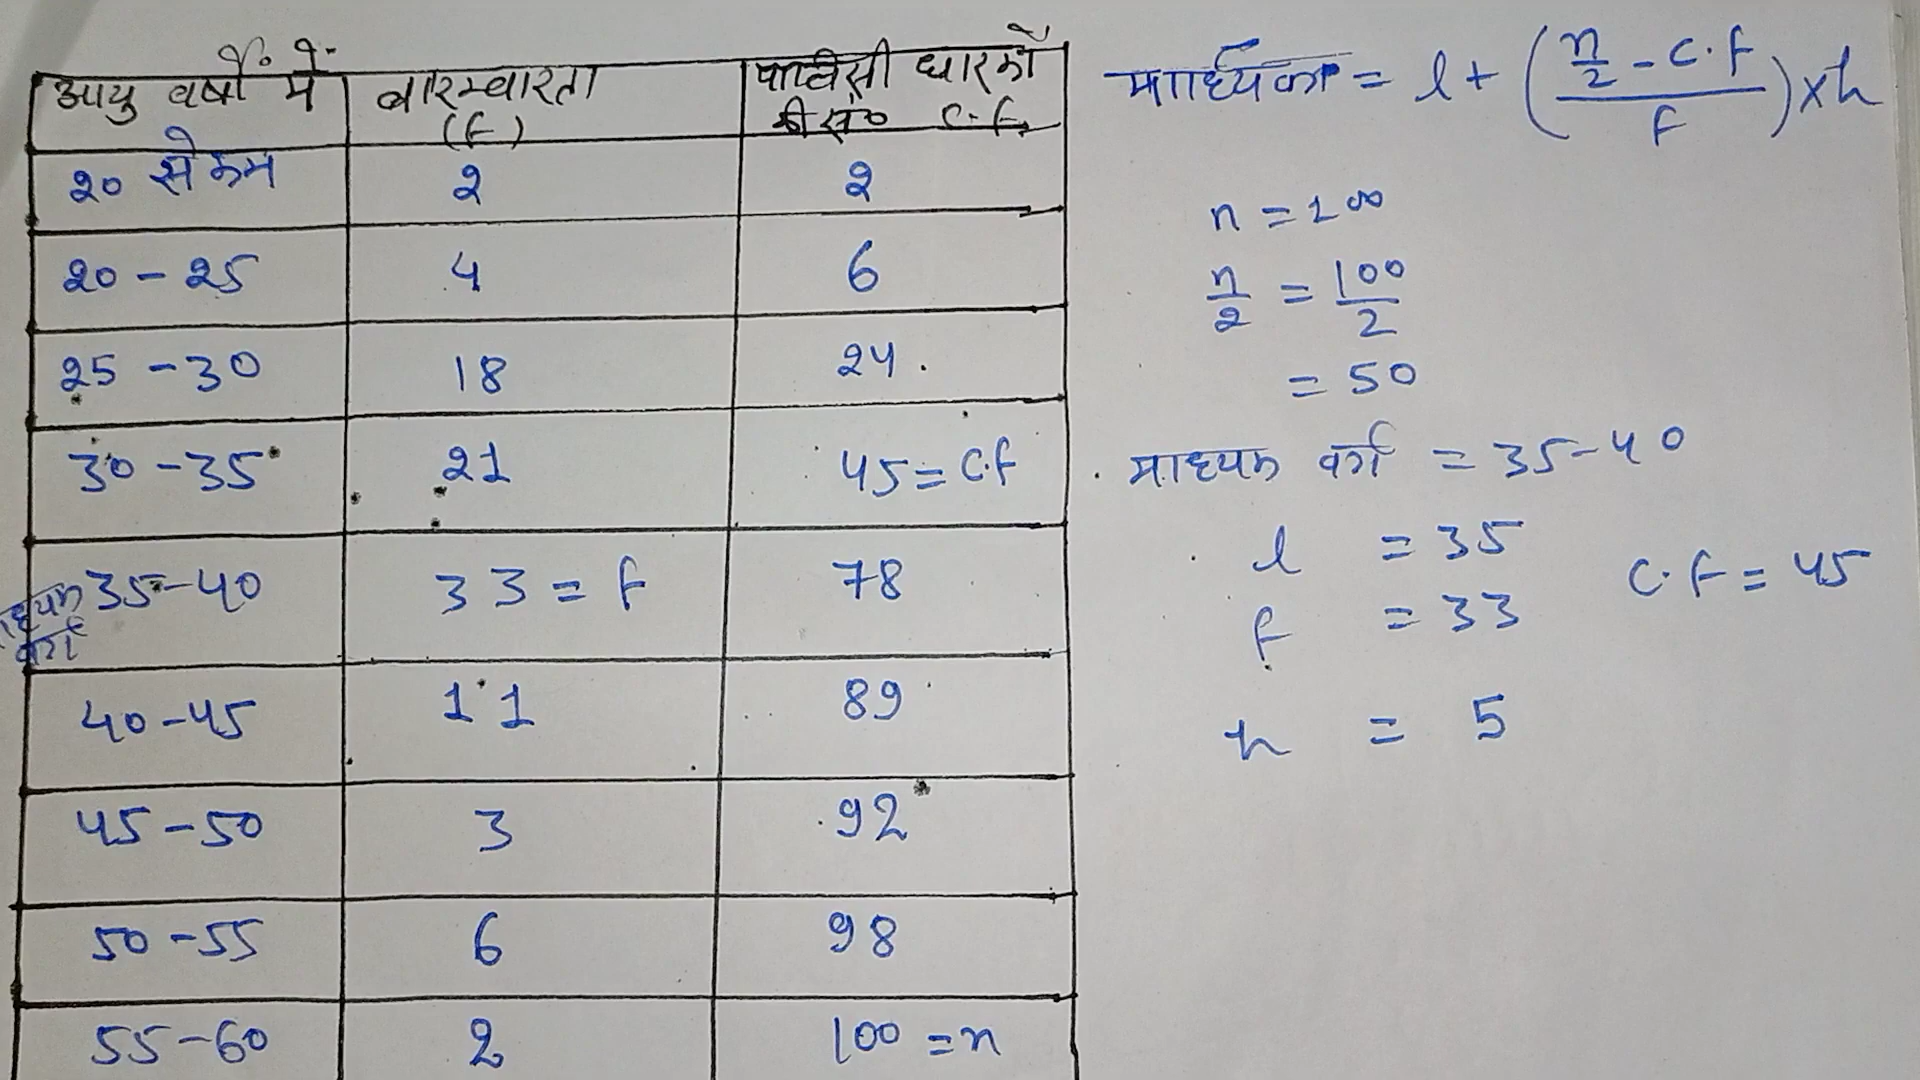 आयु वर्षो में बारम्बारता पालिसी धारकों
(f) की सं० C.f.
20 से कम 2 2
20 - 25 4 6
25 - 30 18 24
30 - 35 21 45 = C.f
35 - 40 33 = f 78
माध्यक
वर्ग
40 - 45 11 89
45 - 50 3 92
50 - 55 6 98
55 - 60 2 100 = n
माध्यिका = l + ( (n/2 - C.f) / f ) × h
n = 100
n/2 = 100/2
= 50
माध्यक वर्ग = 35 - 40
l = 35
C.f = 45
f = 33
h = 5